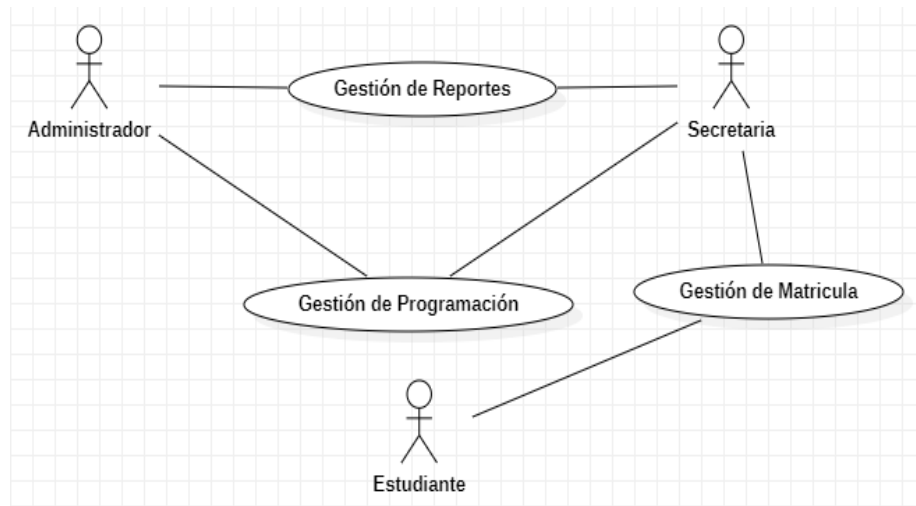 Gestión de Reportes
Administrador
Secretaria
Gestión de Programación
Gestión de Matricula
Estudiante